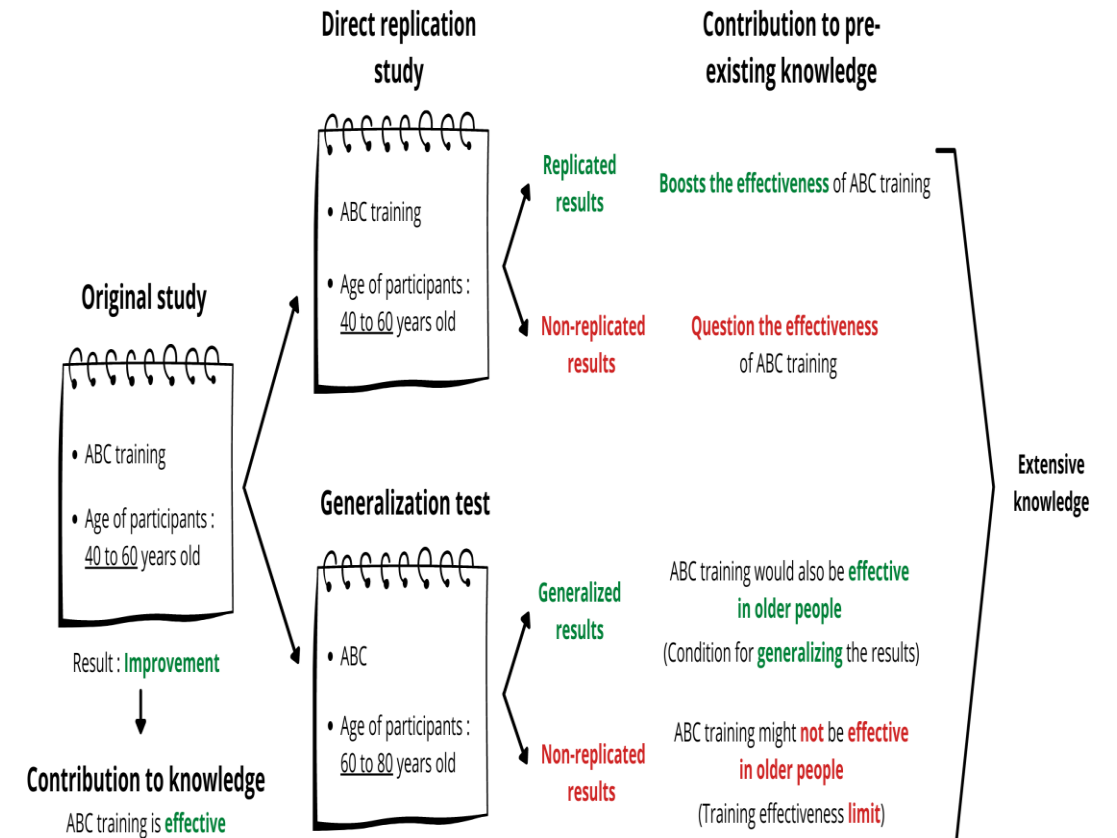 Direct replication
study
Contribution to pre-
existing knowledge
• ABC training
• Age of participants :
40 to 60 years old
Replicated
results
Boosts the effectiveness of ABC training
Non-replicated
results
Question the effectiveness
of ABC training
Original study
• ABC training
• Age of participants :
40 to 60 years old
Result : Improvement
Contribution to knowledge
ABC training is effective
Generalization test
• ABC
• Age of participants :
60 to 80 years old
Generalized
results
ABC training would also be effective
in older people
(Condition for generalizing the results)
Non-replicated
results
ABC training might not be effective
in older people
(Training effectiveness limit)
Extensive
knowledge